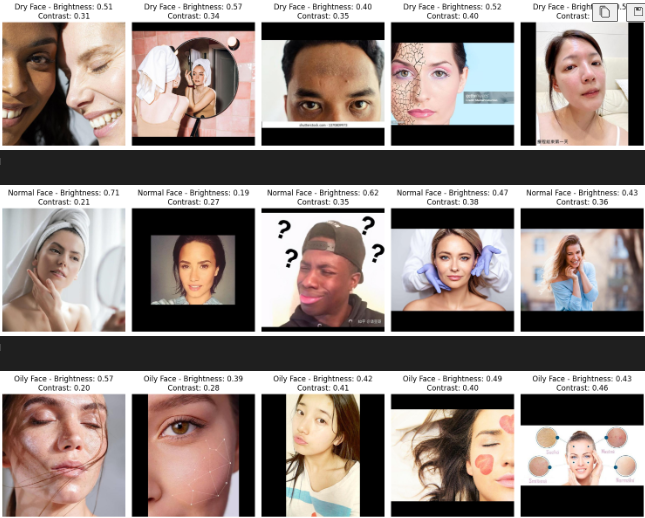 Dry Face - Brightness: 0.51
Contrast: 0.31
Dry Face - Brightness: 0.57
Contrast: 0.34
Dry Face - Brightness: 0.40
Contrast: 0.35
Dry Face - Brightness: 0.52
Contrast: 0.40
Dry Face - Brightness:
Contrast:
Normal Face - Brightness: 0.71
Contrast: 0.21
Normal Face - Brightness: 0.19
Contrast: 0.27
Normal Face - Brightness: 0.62
Contrast: 0.35
? ? ? ?
Normal Face - Brightness: 0.47
Contrast: 0.38
Normal Face - Brightness: 0.43
Contrast: 0.36
Oily Face - Brightness: 0.57
Contrast: 0.20
Oily Face - Brightness: 0.39
Contrast: 0.28
Oily Face - Brightness: 0.42
Contrast: 0.41
Oily Face - Brightness: 0.49
Contrast: 0.40
Oily Face - Brightness: 0.43
Contrast: 0.46